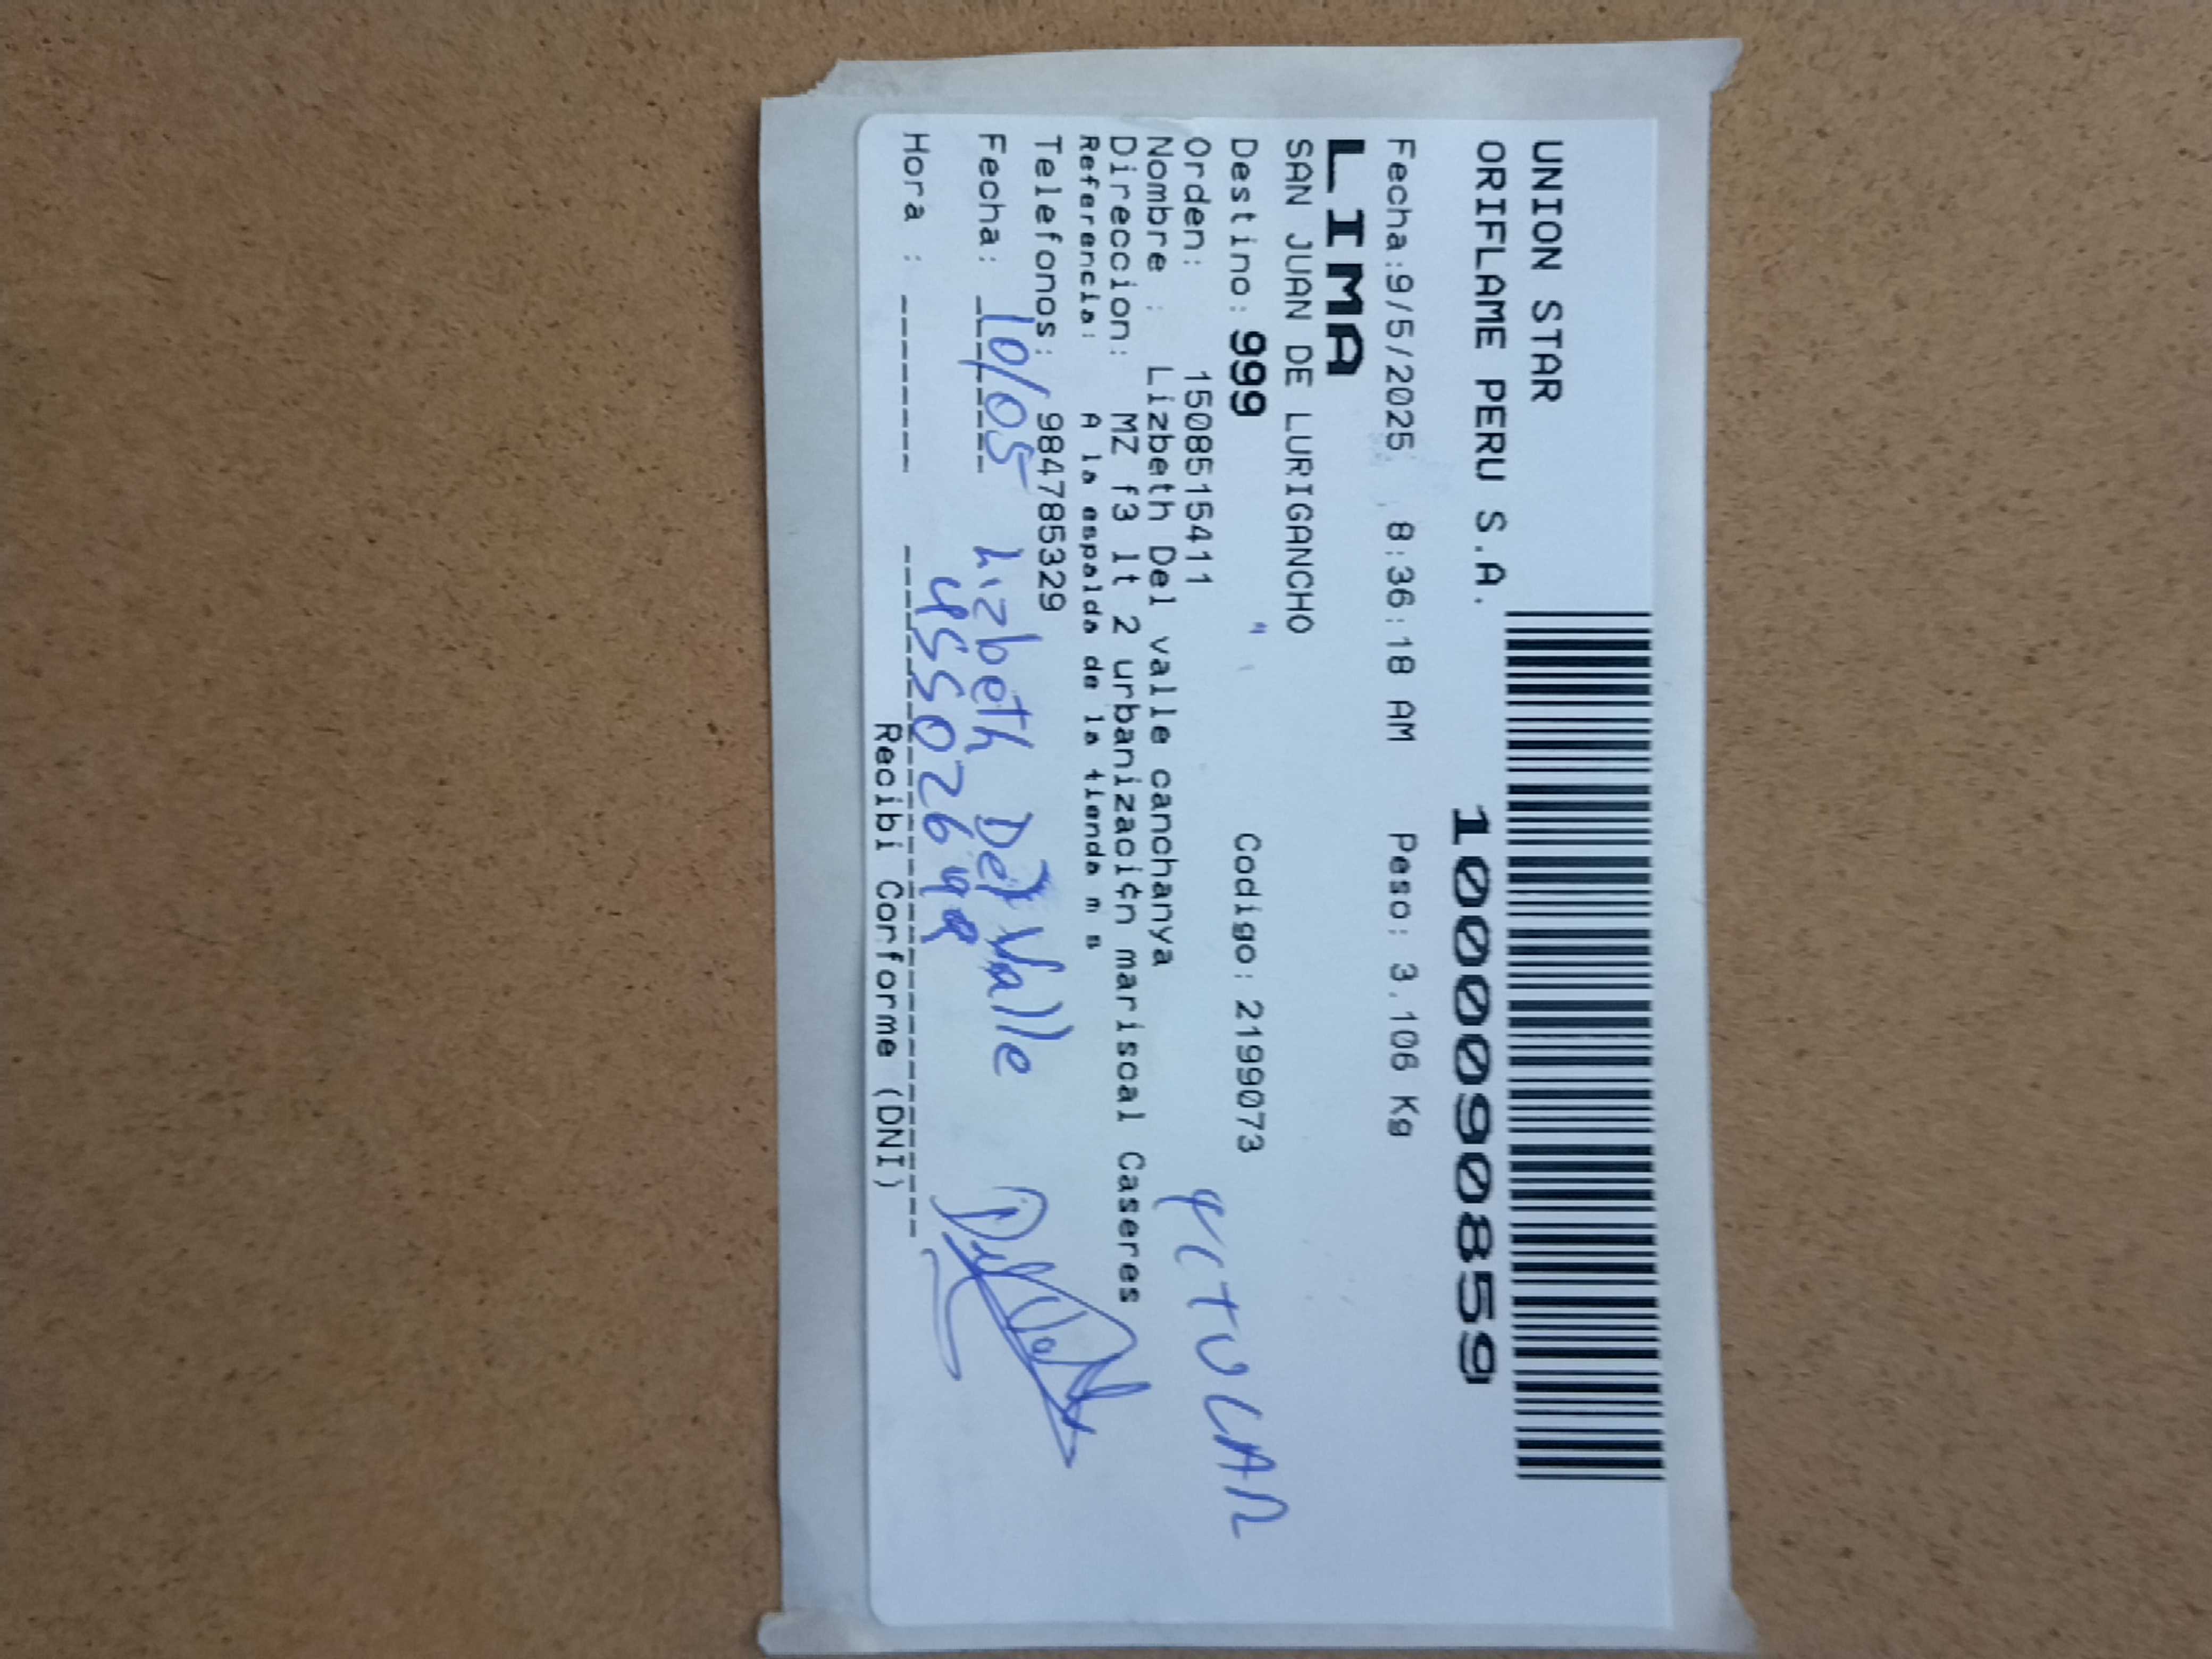 UNION STAR
ORIFLAME PERU S.A.
1000090859
Fecha:9/5/2025 8:36:18 AM Peso: 3.106 Kg
LIMA
SAN JUAN DE LURIGANCHO
Destino: 999 Codigo: 2199073
Orden: 1508515411
Nombre : Lizbeth Del valle canchanya
Direccion: MZ f3 lt 2 urbanizaci¢n mariscal Caseres
Referencia: A la espalda de la tienda m s
Telefonos: 984785329
Fecha: 10/05 Lizbeth Del Valle
Hora :
Recibi Conforme (DNI)